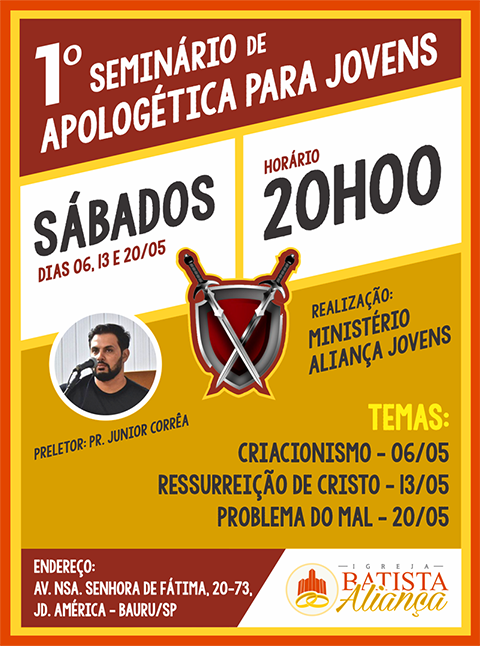 1º SEMINÁRIO DE
APOLOGÉTICA PARA JOVENS
SÁBADOS
DIAS 06, 13 E 20/05
HORÁRIO
20H00
REALIZAÇÃO:
MINISTÉRIO
ALIANÇA JOVENS
PRELETOR: PR. JUNIOR CORRÊA
TEMAS:
CRIACIONISMO - 06/05
RESSURREIÇÃO DE CRISTO - 13/05
PROBLEMA DO MAL - 20/05
ENDEREÇO:
AV. NSA. SENHORA DE FÁTIMA, 20-73,
JD. AMÉRICA - BAURU/SP
IGREJA
BATISTA
Aliança